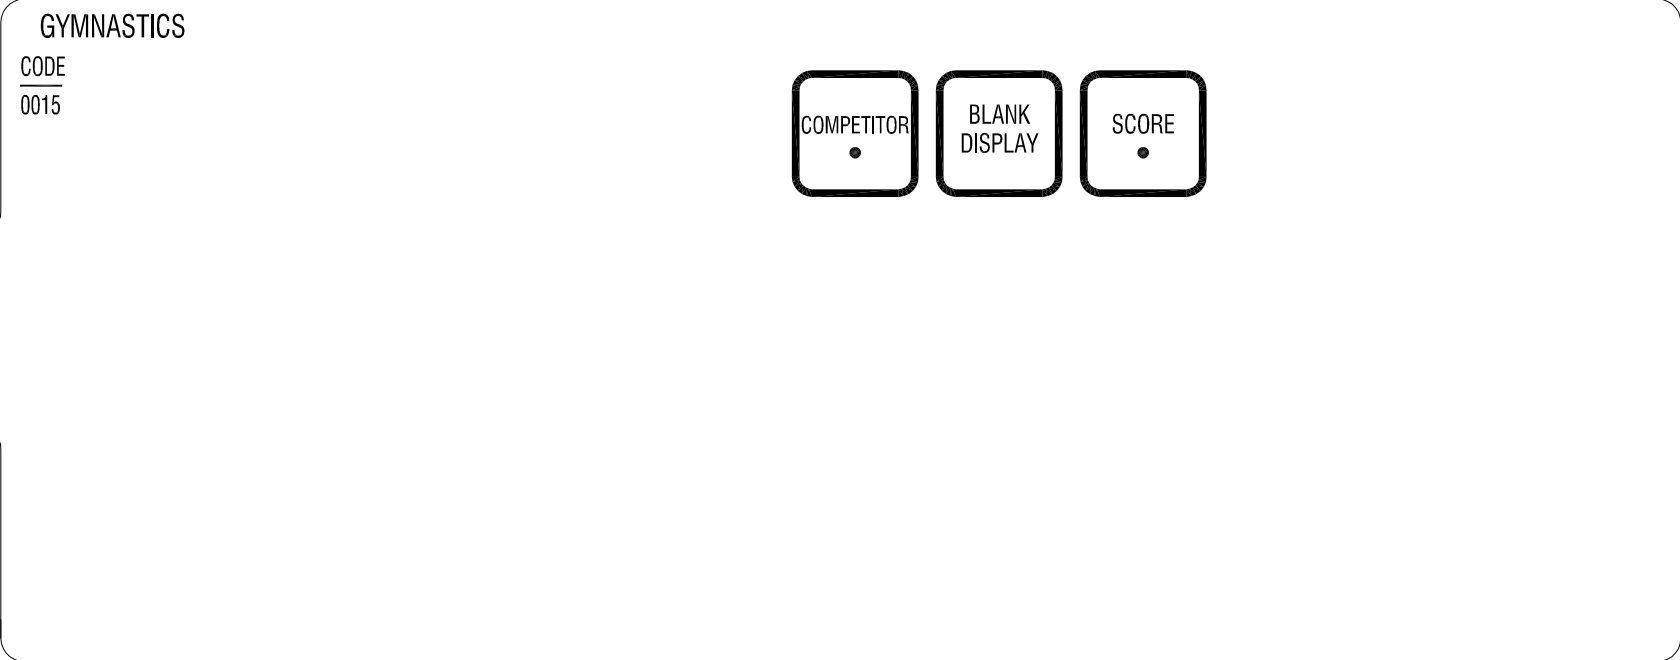 GYMNASTICS
CODE
0015
COMPETITOR
BLANK
DISPLAY
SCORE